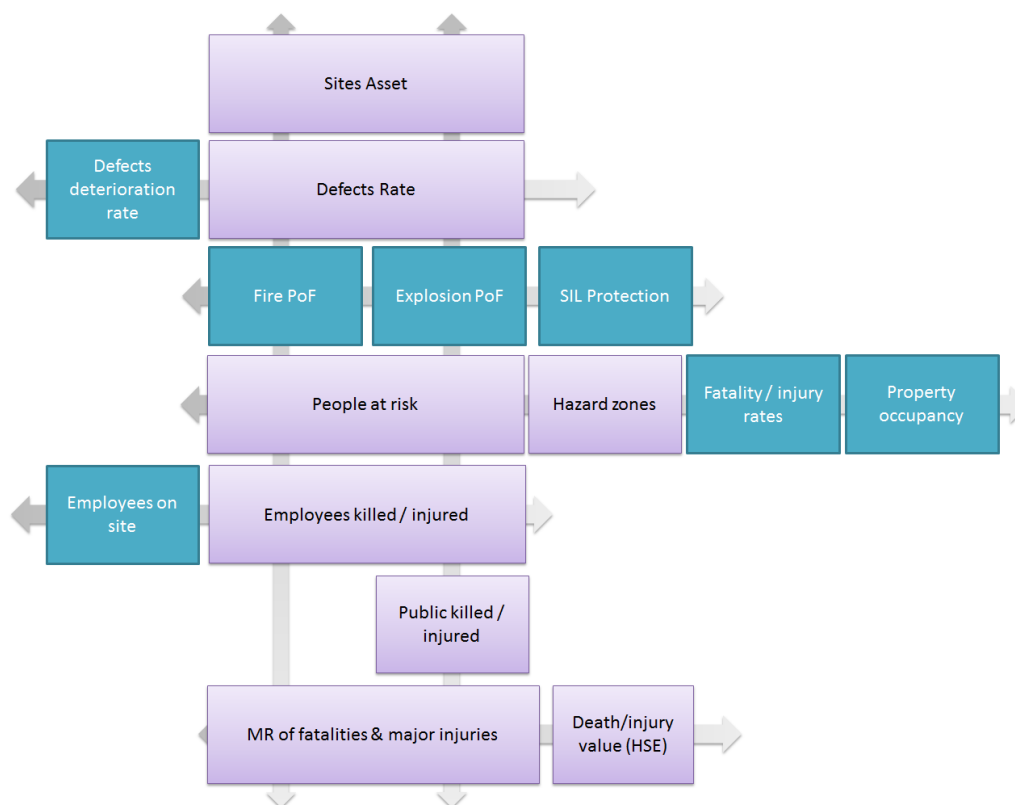 Sites Asset
Defects
deterioration
rate
Defects Rate
Fire PoF
Explosion PoF
SIL Protection
People at risk
Hazard zones
Fatality / injury
rates
Property
occupancy
Employees on
site
Employees killed / injured
Public killed /
injured
MR of fatalities & major injuries
Death/injury
value (HSE)